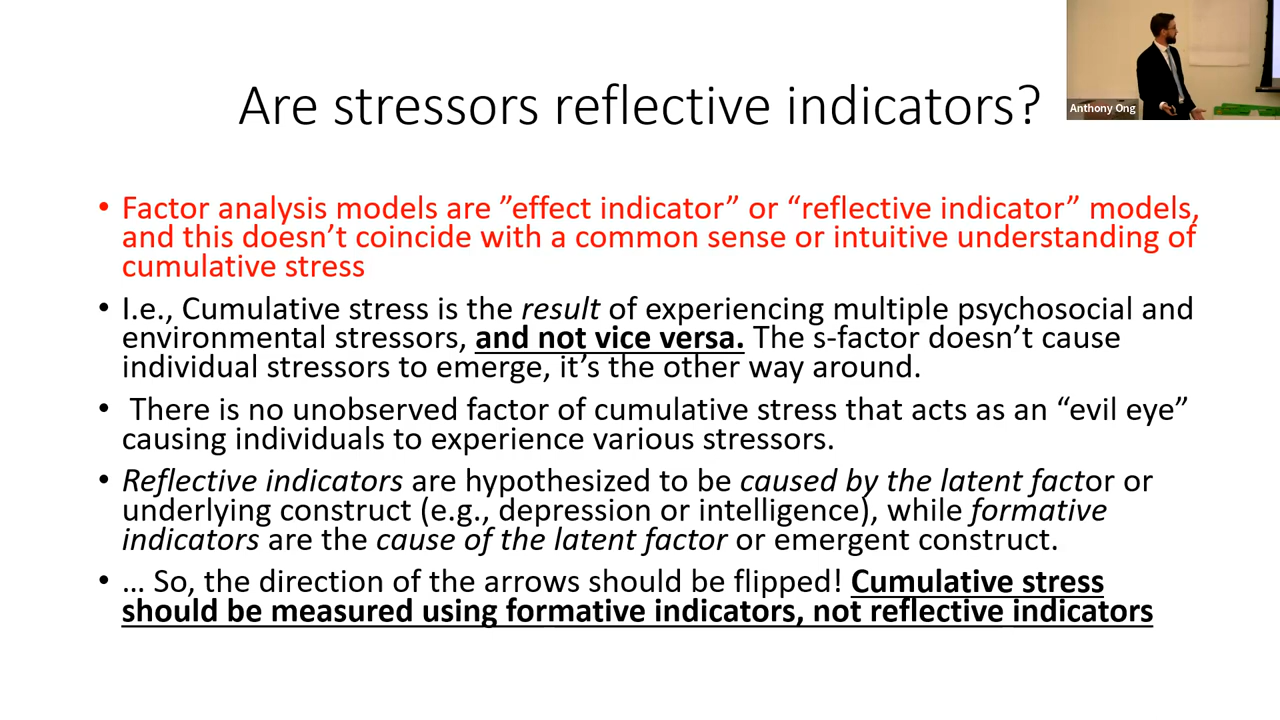 Are stressors reflective indicators?
Anthony Ong
• Factor analysis models are ”effect indicator” or “reflective indicator” models,
and this doesn’t coincide with a common sense or intuitive understanding of
cumulative stress
• I.e., Cumulative stress is the result of experiencing multiple psychosocial and
environmental stressors, and not vice versa. The s-factor doesn’t cause
individual stressors to emerge, it’s the other way around.
• There is no unobserved factor of cumulative stress that acts as an “evil eye”
causing individuals to experience various stressors.
• Reflective indicators are hypothesized to be caused by the latent factor or
underlying construct (e.g., depression or intelligence), while formative
indicators are the cause of the latent factor or emergent construct.
• … So, the direction of the arrows should be flipped! Cumulative stress
should be measured using formative indicators, not reflective indicators